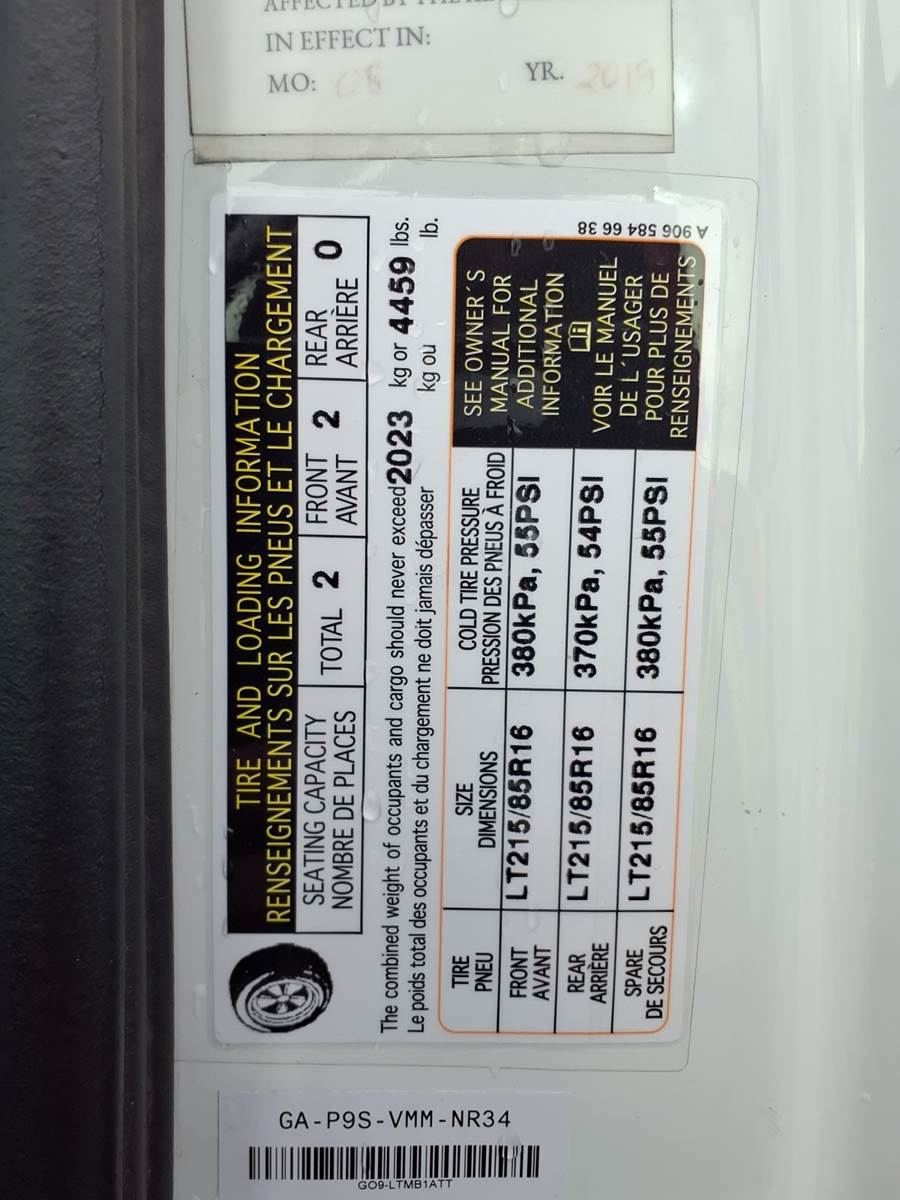 IN EFFECT IN:
MO: 08 YR. 2019
TIRE AND LOADING INFORMATION
RENSEIGNEMENTS SUR LES PNEUS ET LE CHARGEMENT
SEATING CAPACITY
NOMBRE DE PLACES
TOTAL 2
FRONT
AVANT 2
REAR
ARRIÈRE 0
The combined weight of occupants and cargo should never exceed 2023 kg or 4459 lbs.
Le poids total des occupants et du chargement ne doit jamais dépasser kg ou lb.
TIRE
PNEU
SIZE
DIMENSIONS
COLD TIRE PRESSURE
PRESSION DES PNEUS À FROID
FRONT
AVANT
LT215/85R16
380kPa, 55PSI
REAR
ARRIÈRE
LT215/85R16
370kPa, 54PSI
SPARE
DE SECOURS
LT215/85R16
380kPa, 55PSI
SEE OWNER´S
MANUAL FOR
ADDITIONAL
INFORMATION
VOIR LE MANUEL
DE L´USAGER
POUR PLUS DE
RENSEIGNEMENTS
A 906 584 66 38
GA-P9S-VMM-NR34
GO9-LTMB1ATT